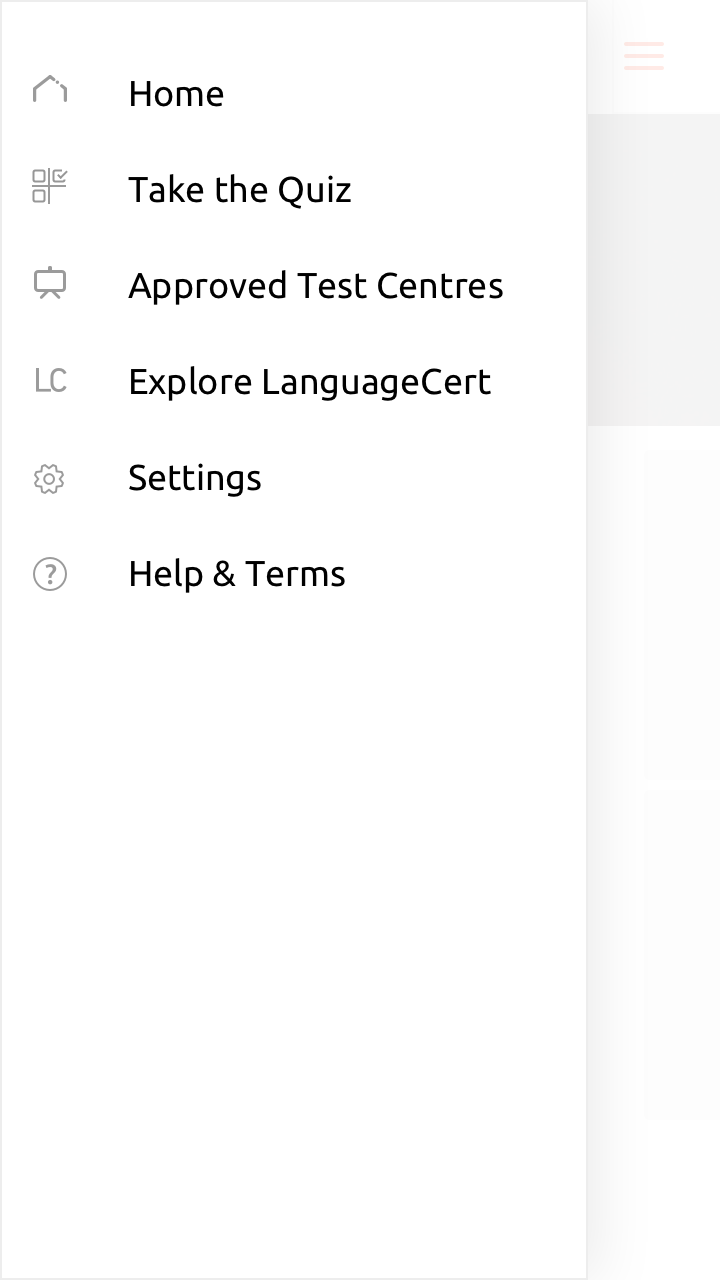 Home
Take the Quiz
Approved Test Centres
LC Explore LanguageCert
Settings
? Help & Terms